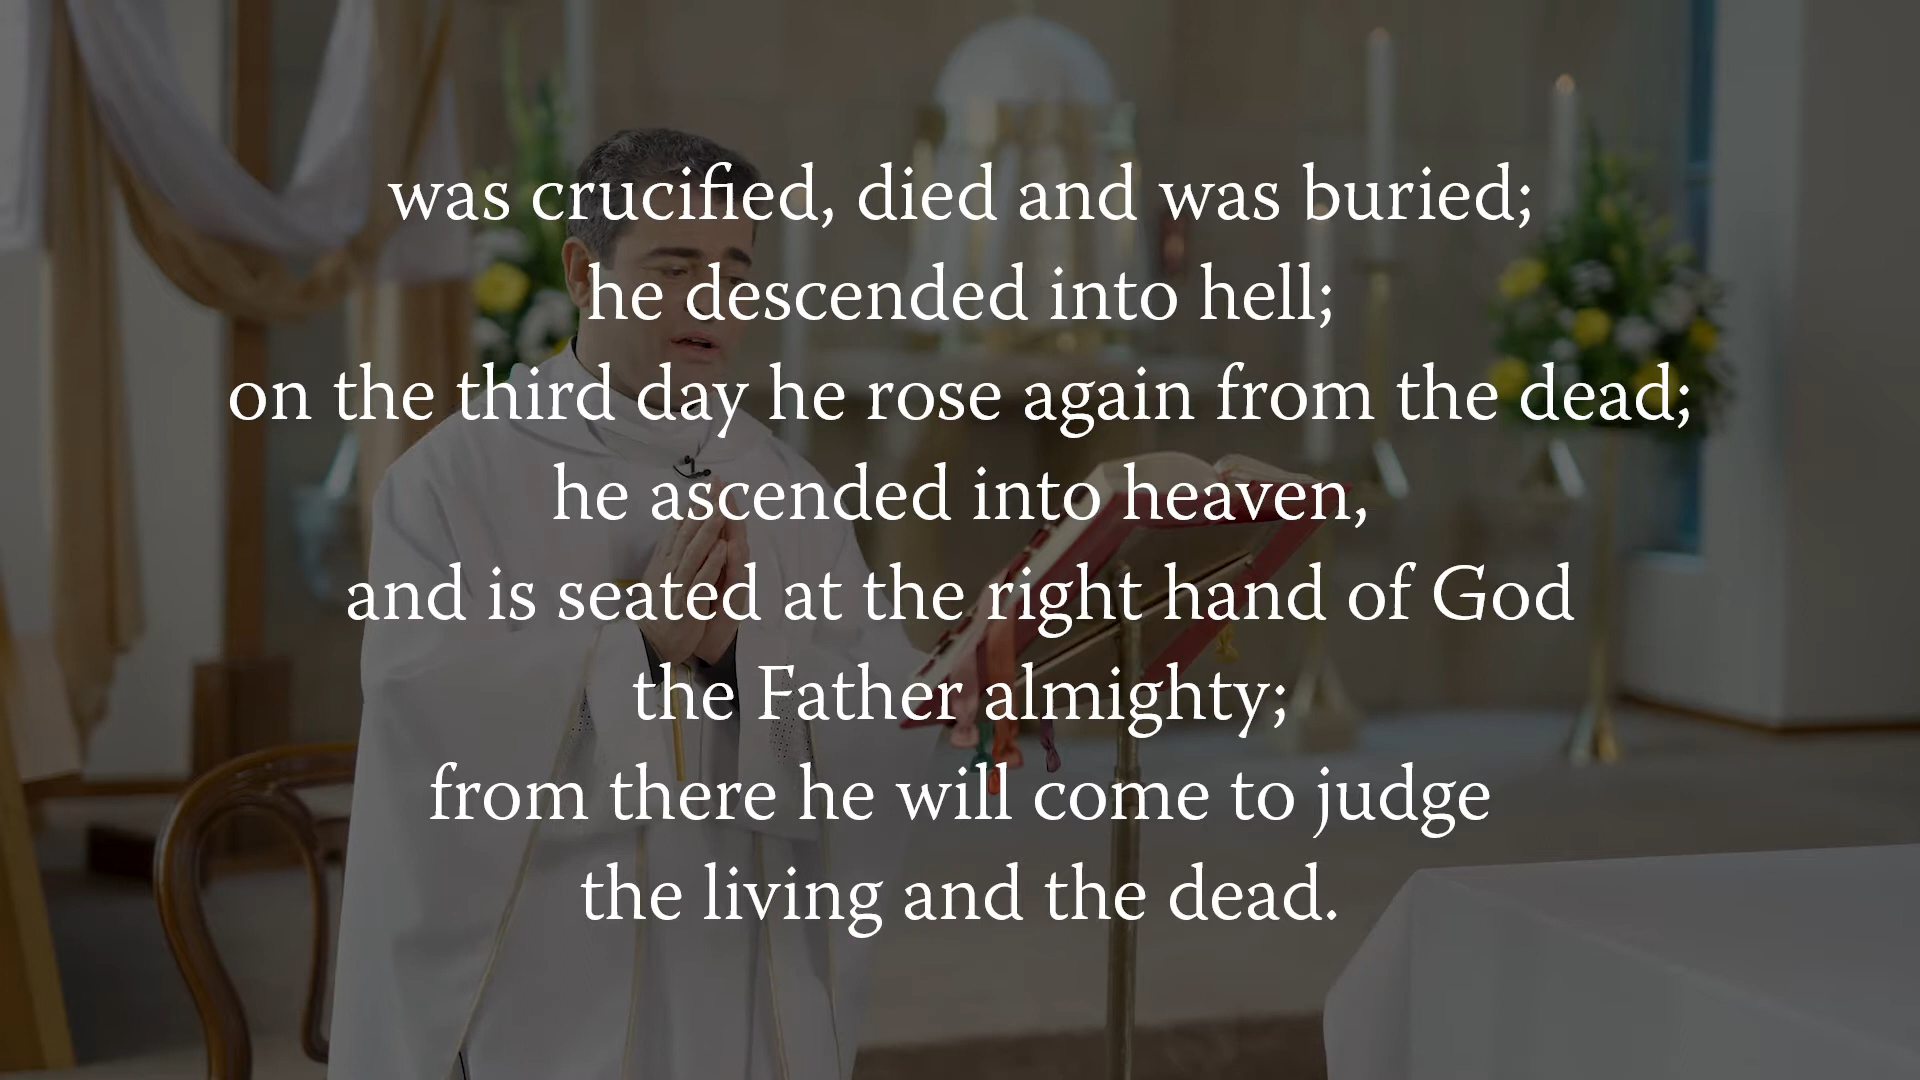 was crucified, died and was buried;
he descended into hell;
on the third day he rose again from the dead;
he ascended into heaven,
and is seated at the right hand of God
the Father almighty;
from there he will come to judge
the living and the dead.